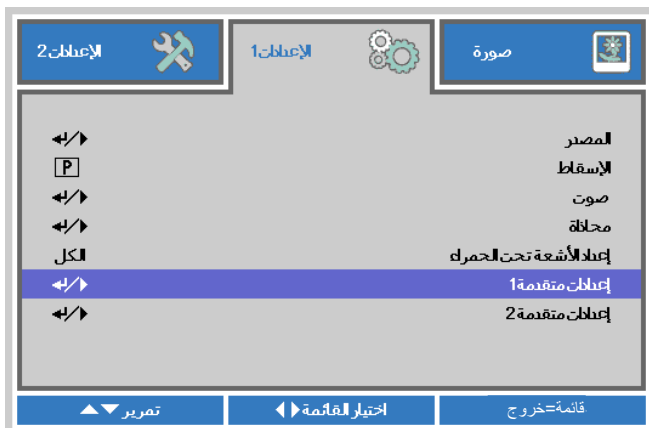 صورة
الإعدادات1
الإعدادات2
المصدر
الإسقاط P
صوت
محاذاة
إعداد الأشعة تحت الحمراء الكل
إعدادات متقدمة1
إعدادات متقدمة2
قائمة=خروج
اختيار القائمة
تمرير